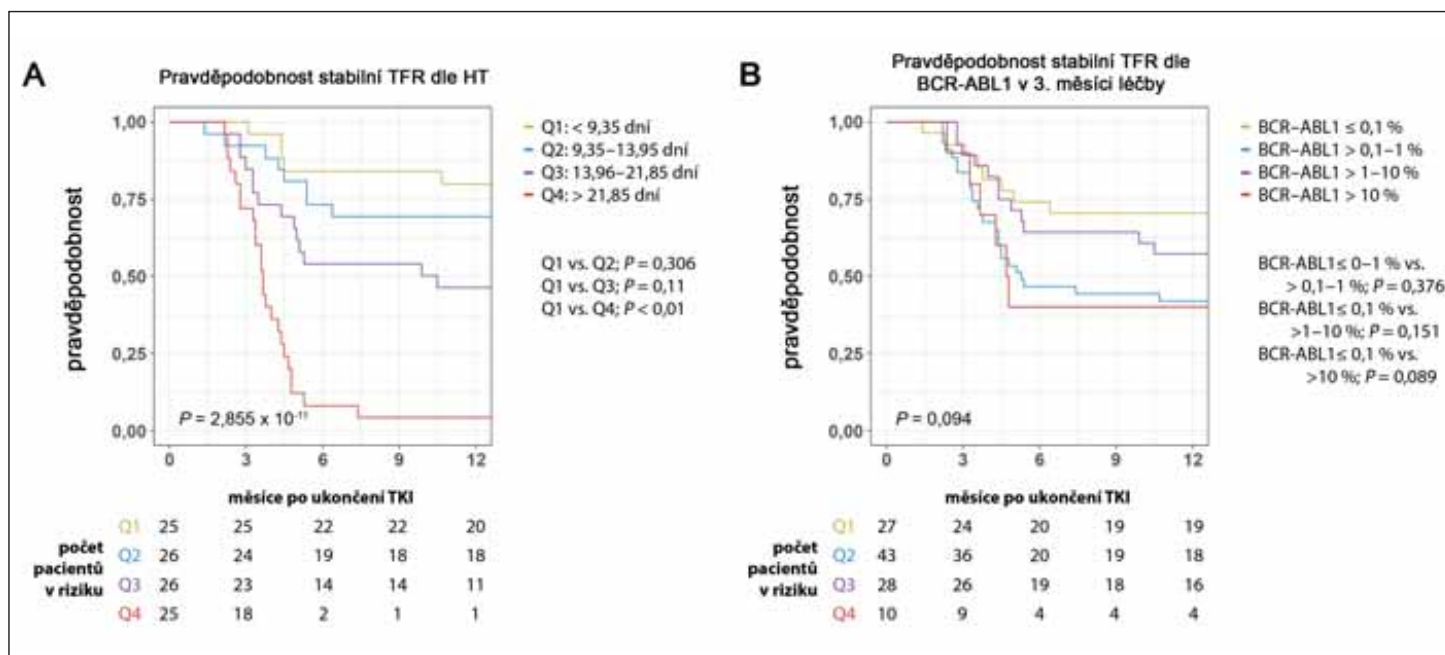 A
Pravděpodobnost stabilní TFR dle HT
pravděpodobnost
1,00
0,75
0,50
0,25
0,00
P = 2,855 x 10⁻¹¹
0 3 6 9 12
měsíce po ukončení TKI
Q1: < 9,35 dní
Q2: 9,35–13,95 dní
Q3: 13,96–21,85 dní
Q4: > 21,85 dní
Q1 vs. Q2; P = 0,306
Q1 vs. Q3; P = 0,11
Q1 vs. Q4; P < 0,01
počet
pacientů
v riziku
Q1 25 25 22 22 20
Q2 26 24 19 18 18
Q3 26 23 14 14 11
Q4 25 18 2 1 1
B
Pravděpodobnost stabilní TFR dle
BCR-ABL1 v 3. měsíci léčby
pravděpodobnost
1,00
0,75
0,50
0,25
0,00
P = 0,094
0 3 6 9 12
měsíce po ukončení TKI
BCR–ABL1 ≤ 0,1 %
BCR–ABL1 > 0,1–1 %
BCR–ABL1 > 1–10 %
BCR–ABL1 > 10 %
BCR-ABL1≤ 0–1 % vs.
> 0,1–1 %; P = 0,376
BCR-ABL1≤ 0,1 % vs.
>1–10 %; P = 0,151
BCR-ABL1≤ 0,1 % vs.
>10 %; P = 0,089
počet
pacientů
v riziku
Q1 27 24 20 19 19
Q2 43 36 20 19 18
Q3 28 26 19 18 16
Q4 10 9 4 4 4